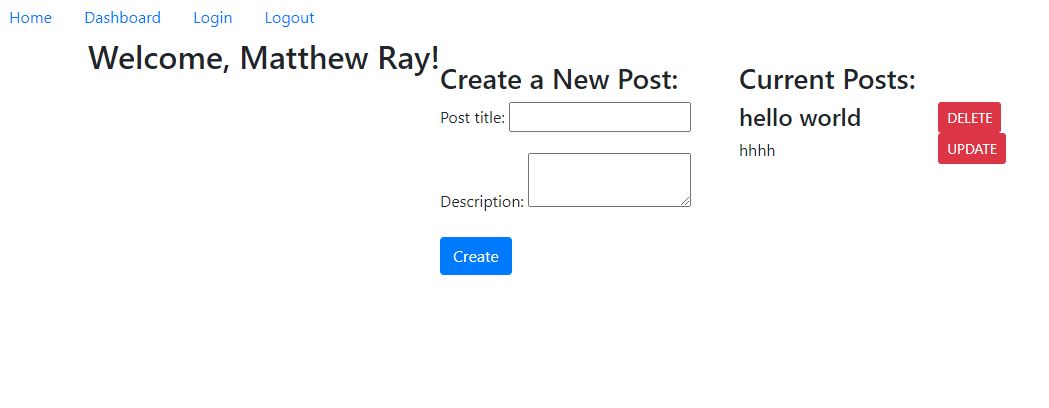 Home Dashboard Login Logout
Welcome, Matthew Ray!
Create a New Post:
Post title:
Description:
Create
Current Posts:
hello world
DELETE
hhhh
UPDATE